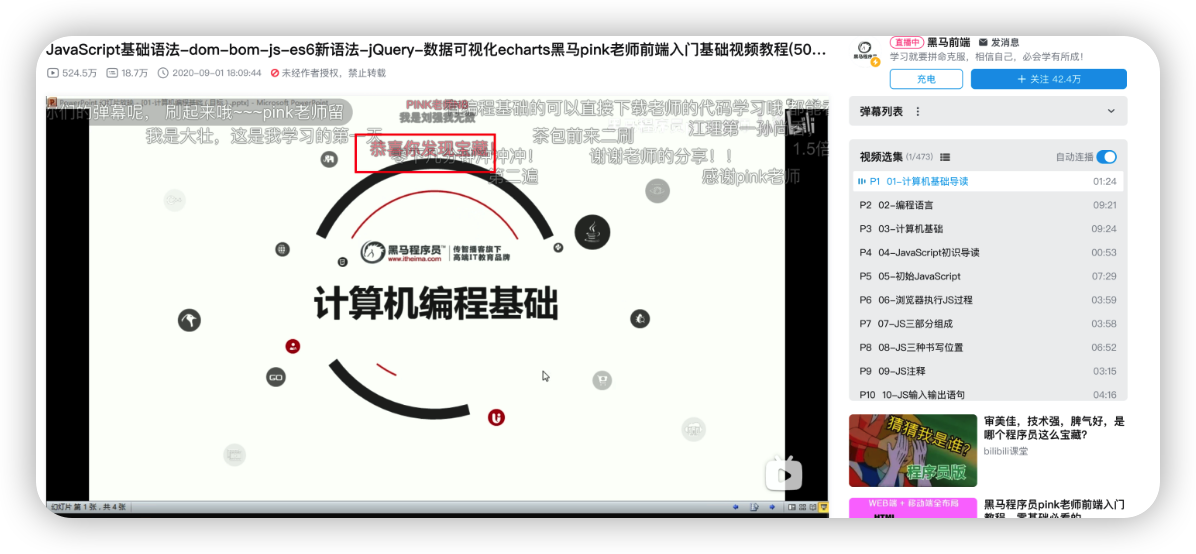 JavaScript基础语法-dom-bom-js-es6新语法-jQuery-数据可视化echarts黑马pink老师前端入门基础视频教程(50...
524.5万 18.7万 2020-09-01 18:09:44 未经作者授权，禁止转载
你们的弹幕呢， 刷起来哦~~~pink老师留
编程基础的可以直接下载老师的代码学习哦
我是刘强我无敌
我是大壮，这是我学习的第一天
茶包前来二刷
江理第一孙尚
恭喜你发现宝藏!
谢谢老师的分享！！
1.5倍
第二遍
感谢pink老师
黑马程序员™
www.itheima.com
传智播客旗下
高端IT教育品牌
计算机编程基础
GO
幻灯片 第 1 张 , 共 4 张
直播中 黑马前端 发消息
学习就要拼命克服，相信自己，必会学有所成！
充电
+ 关注 42.4万
弹幕列表
视频选集 (1/473) 自动连播
P1 01-计算机基础导读 01:24
P2 02-编程语言 09:21
P3 03-计算机基础 09:24
P4 04-JavaScript初识导读 00:53
P5 05-初始JavaScript 07:29
P6 06-浏览器执行JS过程 03:59
P7 07-JS三部分组成 03:58
P8 08-JS三种书写位置 06:52
P9 09-JS注释 03:15
P10 10-JS输入输出语句 04:16
猜猜我是谁?
程序员版
审美佳，技术强，脾气好，是
哪个程序员这么宝藏?
bilibili课堂
WEB端 + 移动端全布局
HTML
黑马程序员pink老师前端入门
教程，零基础必看的